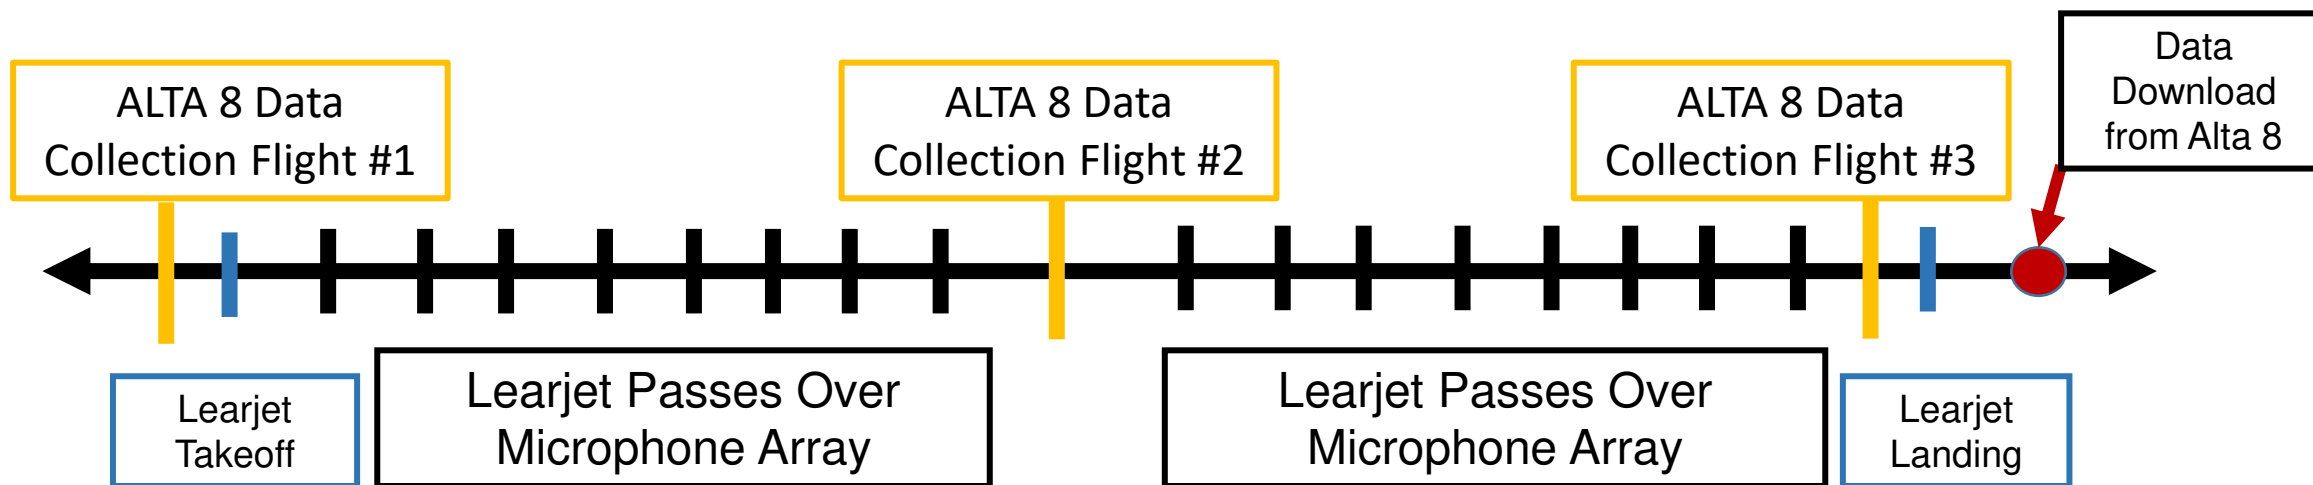 ALTA 8 Data
Collection Flight #1
ALTA 8 Data
Collection Flight #2
ALTA 8 Data
Collection Flight #3
Data
Download
from Alta 8
Learjet
Takeoff
Learjet Passes Over
Microphone Array
Learjet Passes Over
Microphone Array
Learjet
Landing